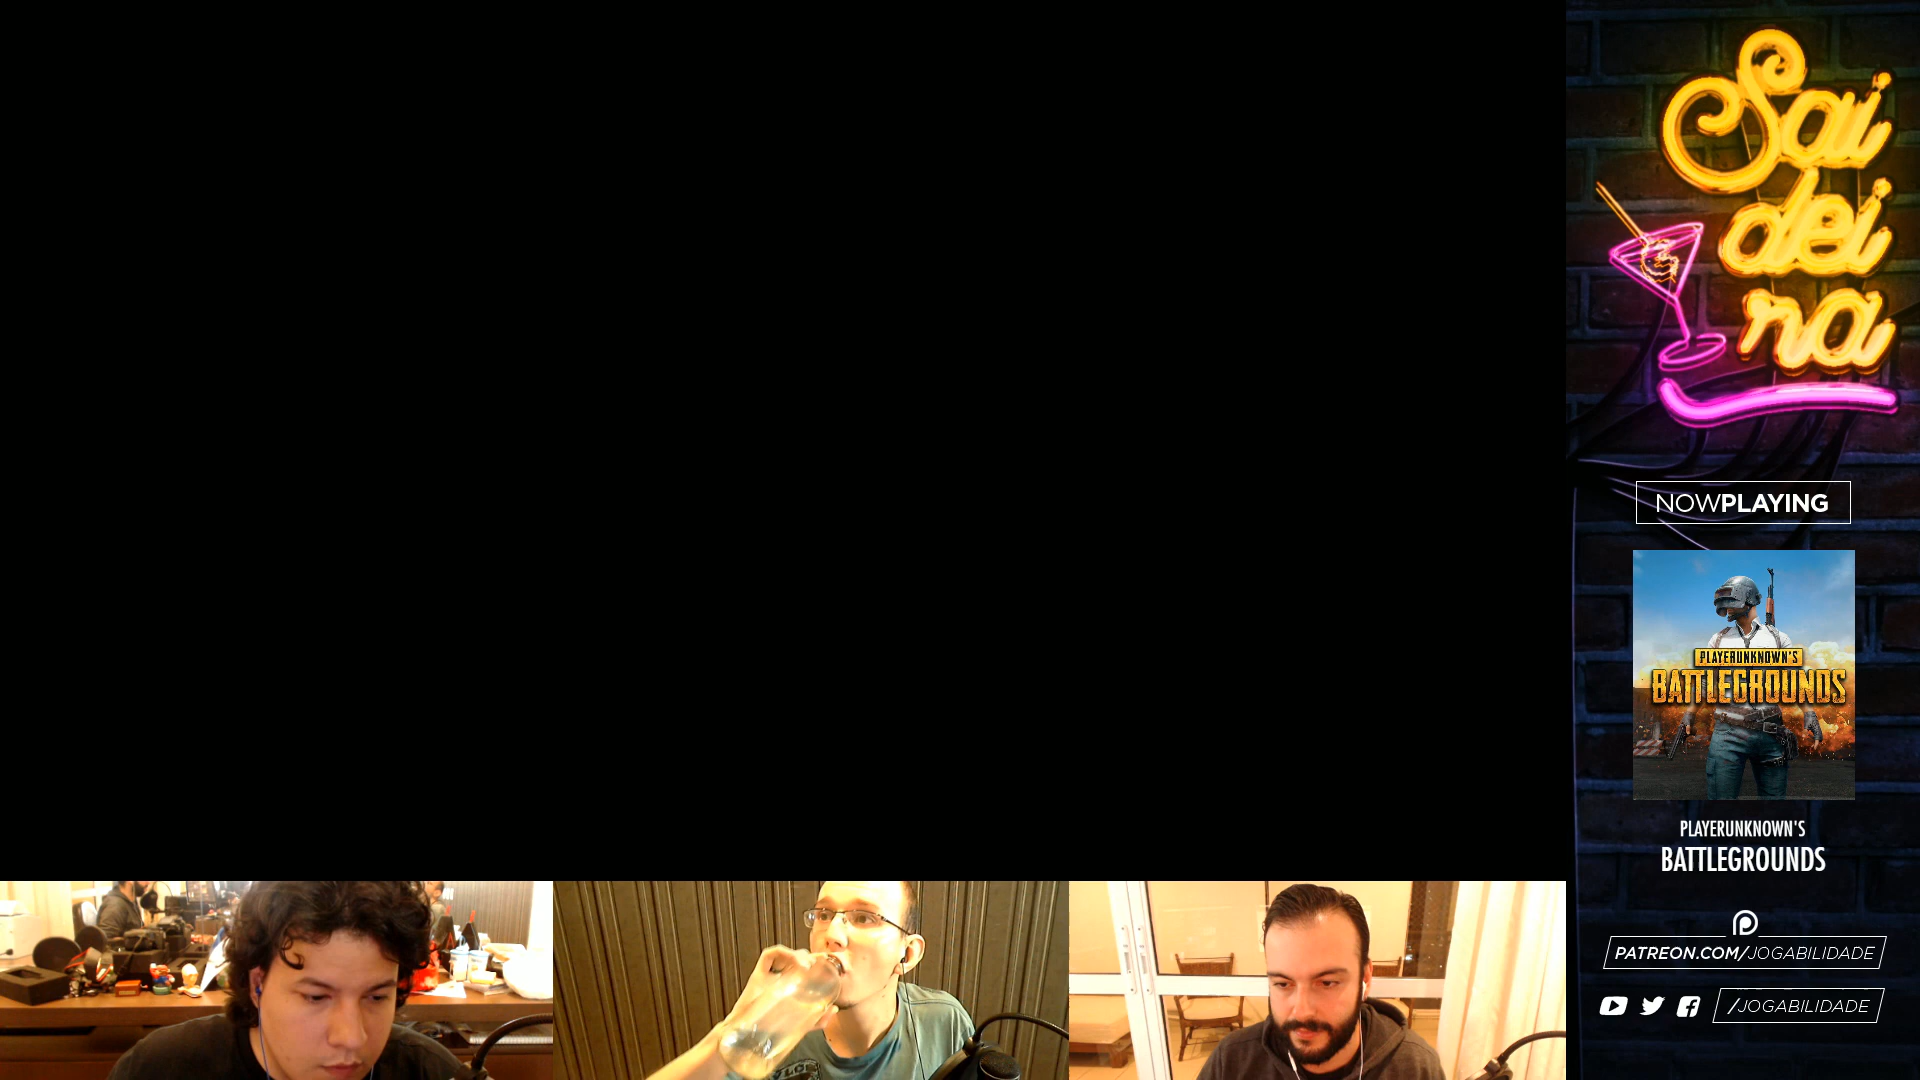 Sai
dei
ra
NOWPLAYING
PLAYERUNKNOWN'S
BATTLEGROUNDS
PLAYERUNKNOWN'S
BATTLEGROUNDS
PATREON.COM/JOGABILIDADE
/JOGABILIDADE